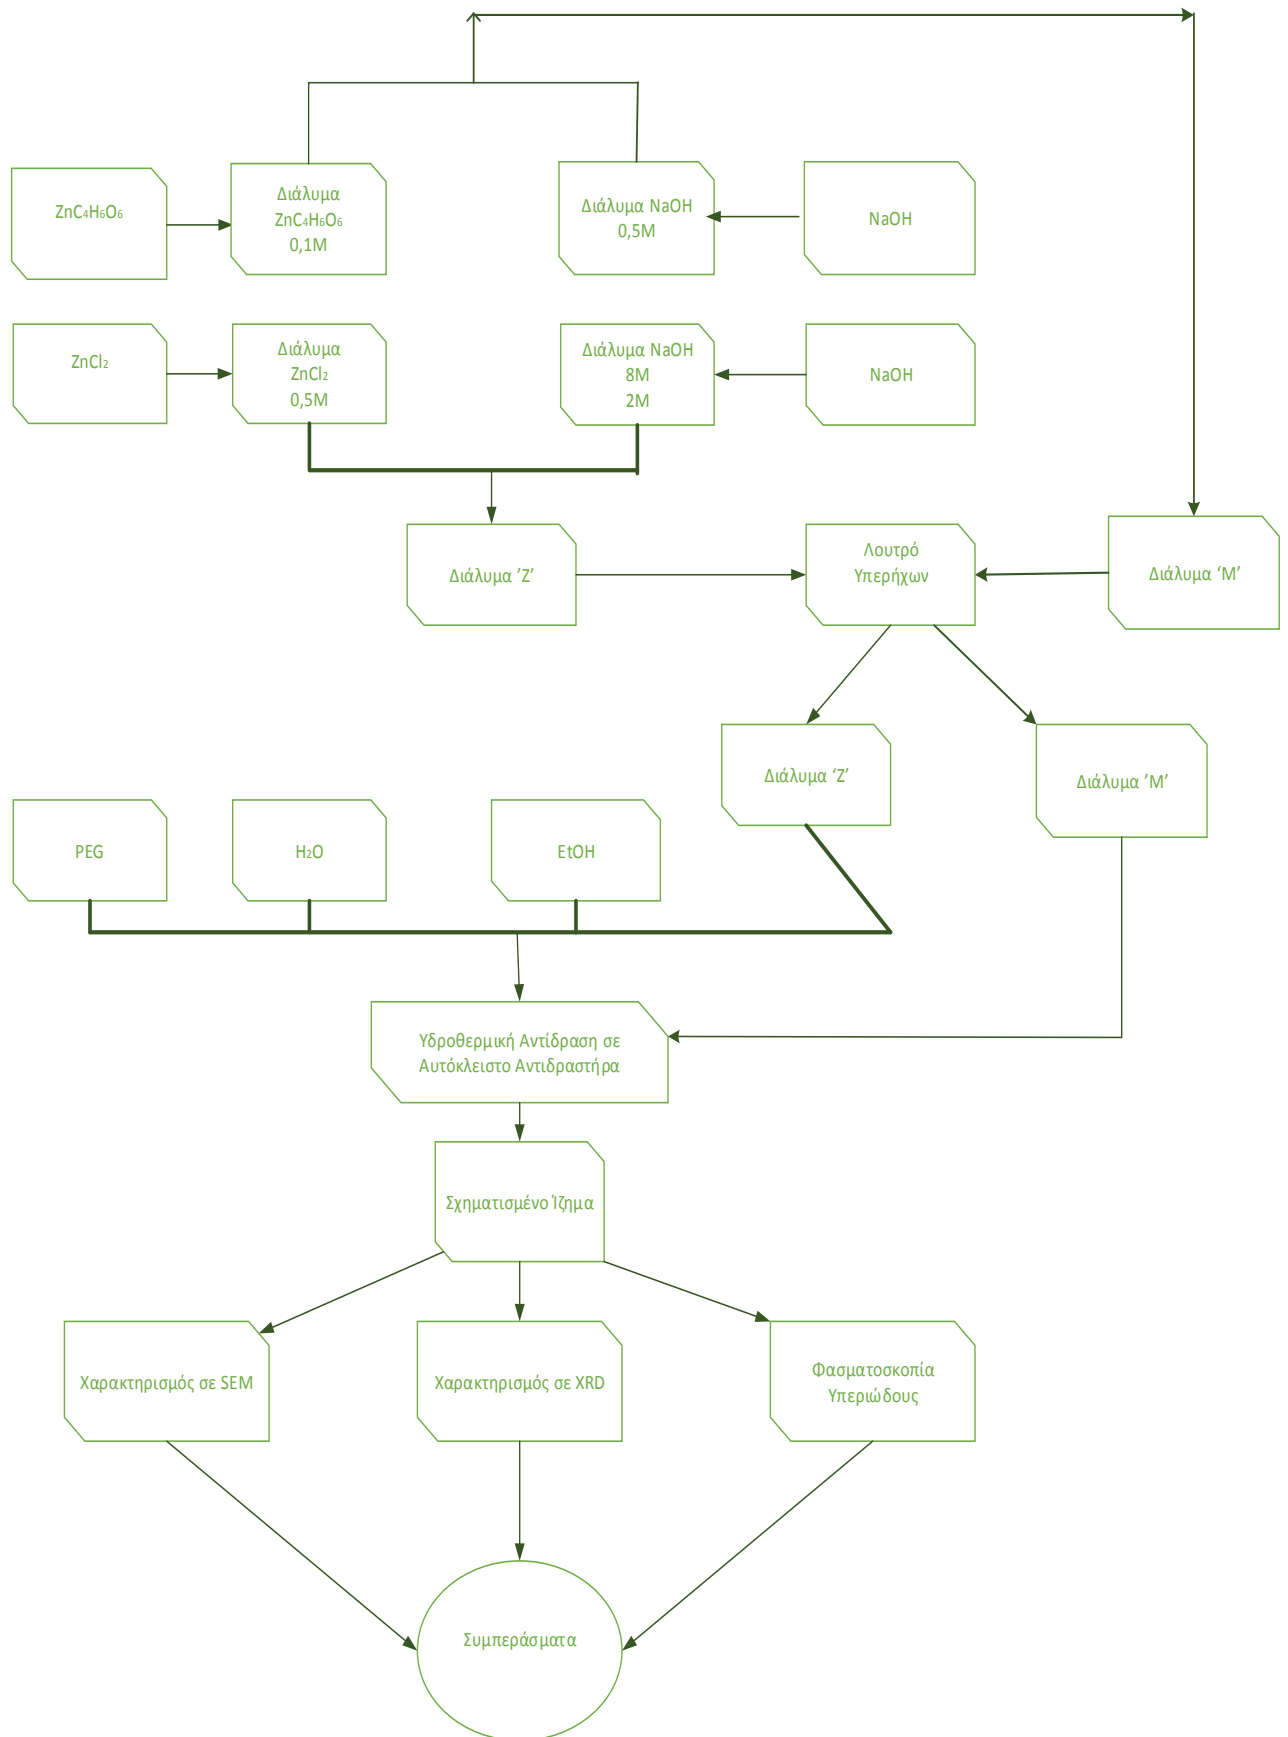 ZnC₄H₆O₆
Διάλυμα
ZnC₄H₆O₆
0,1M
Διάλυμα NaOH
0,5M
NaOH
ZnCl₂
Διάλυμα
ZnCl₂
0,5M
Διάλυμα NaOH
8M
2M
NaOH
Διάλυμα ’Z’
Λουτρό
Υπερήχων
Διάλυμα ‘M’
Διάλυμα ‘Z’
Διάλυμα ’M’
PEG
H₂O
EtOH
Υδροθερμική Αντίδραση σε
Αυτόκλειστο Αντιδραστήρα
Σχηματισμένο Ίζημα
Χαρακτηρισμός σε SEM
Χαρακτηρισμός σε XRD
Φασματοσκοπία
Υπεριώδους
Συμπεράσματα